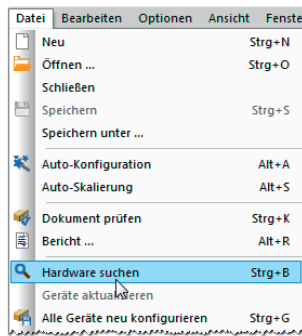 Datei Bearbeiten Optionen Ansicht Fenste
Neu Strg+N
Öffnen ... Strg+O
Schließen
Speichern Strg+S
Speichern unter ...
Auto-Konfiguration Alt+A
Auto-Skalierung Alt+S
Dokument prüfen Strg+K
Bericht ... Alt+R
Hardware suchen Strg+B
Geräte aktualisieren
Alle Geräte neu konfigurieren Strg+G